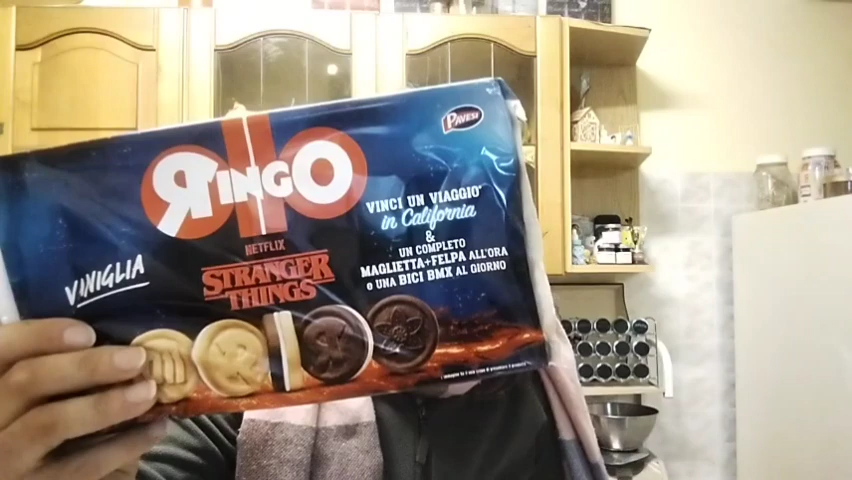 PAVESI
RINGO
VINCI UN VIAGGIO*
in California
&
UN COMPLETO
MAGLIETTA+FELPA ALL'ORA
e UNA BICI BMX AL GIORNO
NETFLIX
STRANGER
THINGS
VINIGLIA